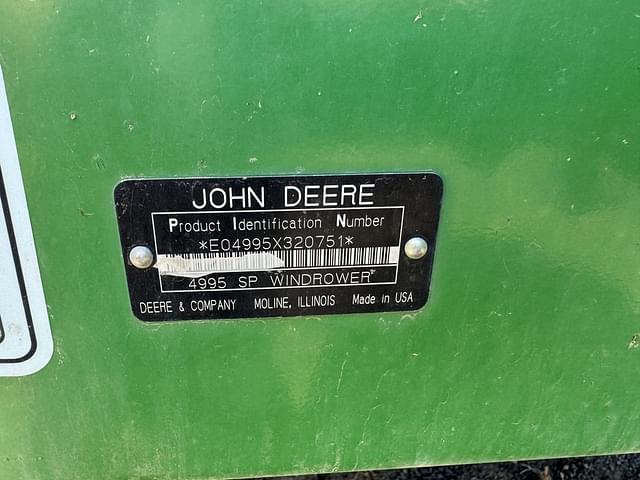 JOHN DEERE
Product Identification Number
*E04995X320751*
4995 SP WINDROWER
DEERE & COMPANY MOLINE, ILLINOIS Made in USA